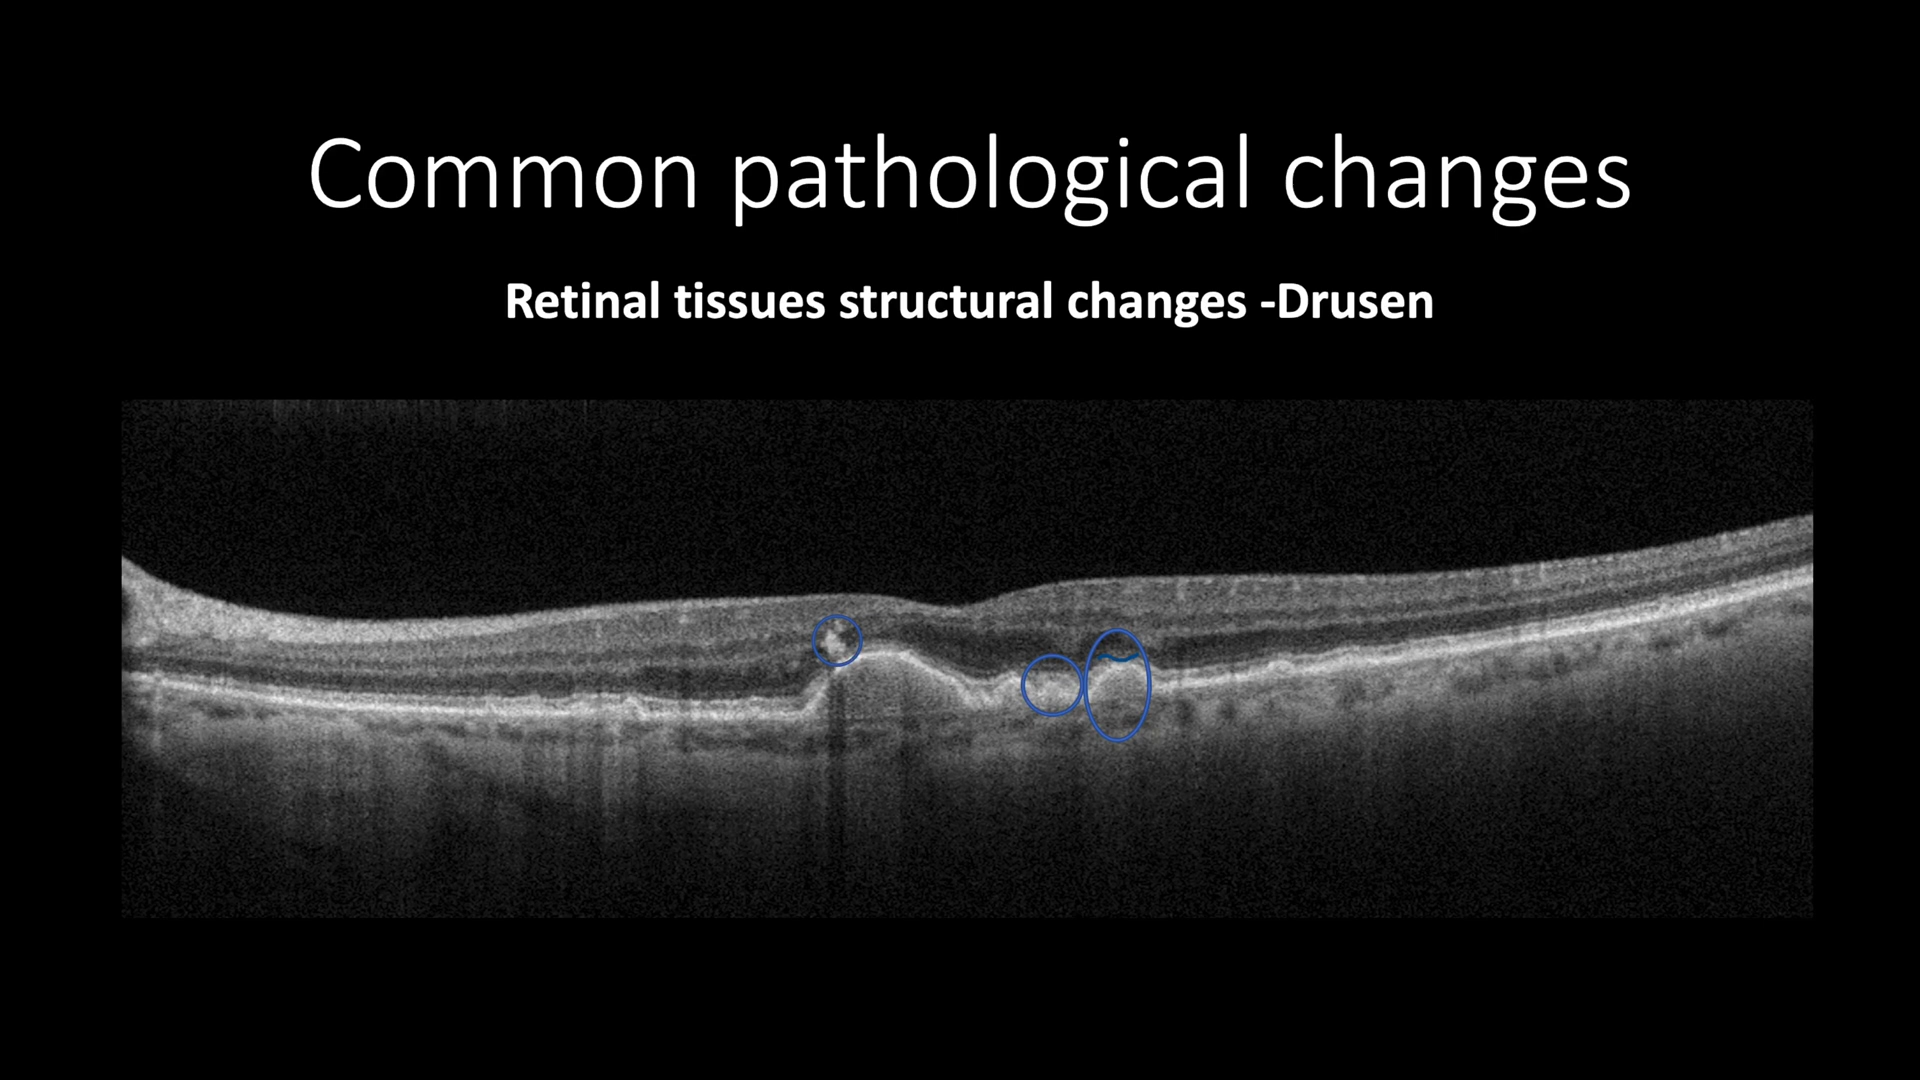 Common pathological changes
Retinal tissues structural changes -Drusen